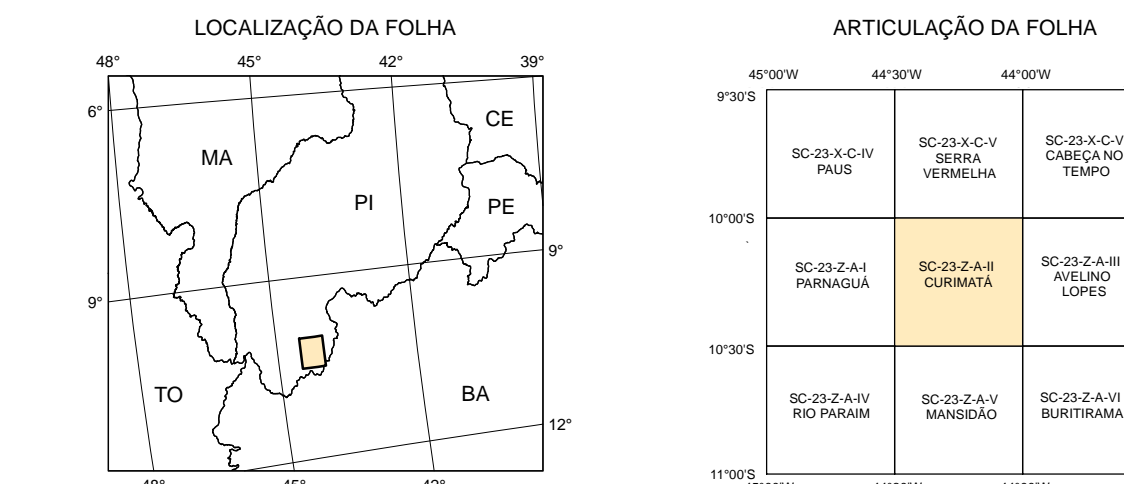 LOCALIZAÇÃO DA FOLHA
48°
45°
42°
39°
6°
9°
9°
12°
MA
PI
CE
PE
TO
BA
ARTICULAÇÃO DA FOLHA
45°00'W
44°30'W
44°00'W
9°30'S
10°00'S
10°30'S
11°00'S
SC-23-X-C-IV
PAUS
SC-23-X-C-V
SERRA
VERMELHA
SC-23-X-C-V
CABEÇA NO
TEMPO
SC-23-Z-A-I
PARNAGUÁ
SC-23-Z-A-II
CURIMATÁ
SC-23-Z-A-III
AVELINO
LOPES
SC-23-Z-A-IV
RIO PARAIM
SC-23-Z-A-V
MANSIDÃO
SC-23-Z-A-VI
BURITIRAMA